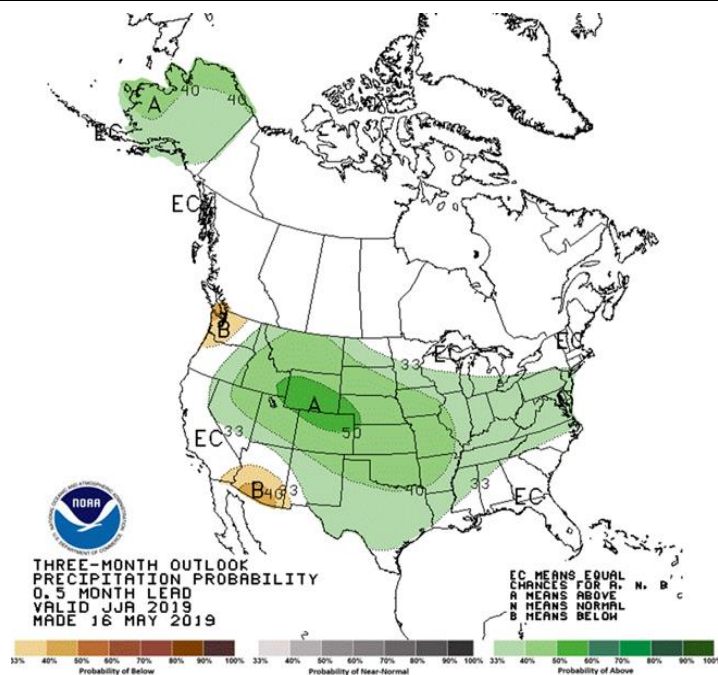 40
40
A
EC
EC
B
33
EC
EC
A
50
EC
33
B
40
33
40
33
EC
NOAA
THREE-MONTH OUTLOOK
PRECIPITATION PROBABILITY
0.5 MONTH LEAD
VALID JJA 2019
MADE 16 MAY 2019
EC MEANS EQUAL
CHANCES FOR A, N, B
A MEANS ABOVE
N MEANS NORMAL
B MEANS BELOW
33% 40% 50% 60% 70% 80% 90% 100%
Probability of Below
33% 40% 50% 60% 70% 80% 90% 100%
Probability of Near-Normal
33% 40% 50% 60% 70% 80% 90% 100%
Probability of Above